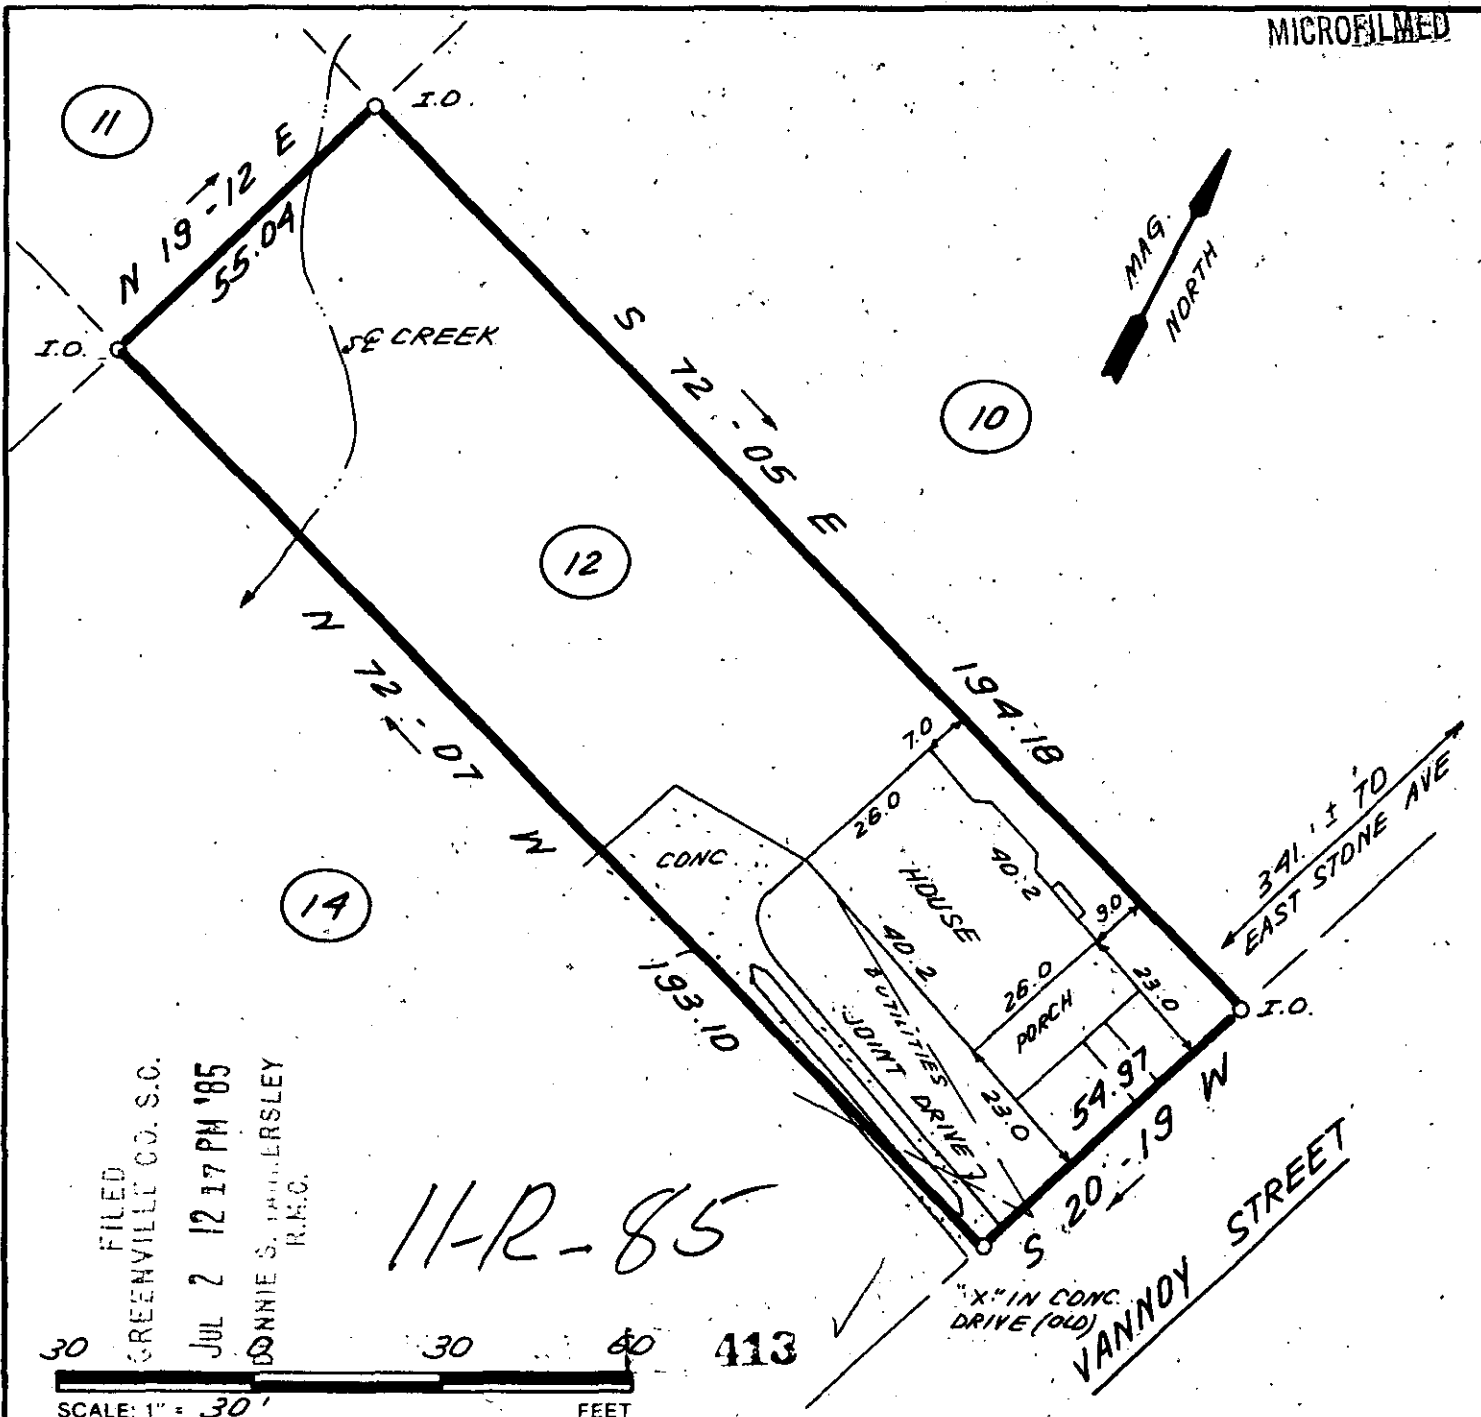 MICROFILMED
11
I.O.
N 19-12 E
55.04
I.O.
℄ CREEK
MAG.
NORTH
S 72-05 E
10
12
N 72-07 W
194.18
7.0
26.0
341.'± TO
EAST STONE AVE
CONC
HOUSE
40.2
9.0
14
40.2
193.10
26.0
23.0
UTILITIES
PORCH
I.O.
JOINT DRIVE
23.0
54.97
S 20-19 W
"X" IN CONC.
DRIVE (OLD)
VANNOY STREET
FILED
GREENVILLE CO. S.C.
JUL 2 12 17 PM '85
DONNIE S.
R.M.C.
11-R-85
413
30 0 30 60
SCALE: 1" = 30' FEET